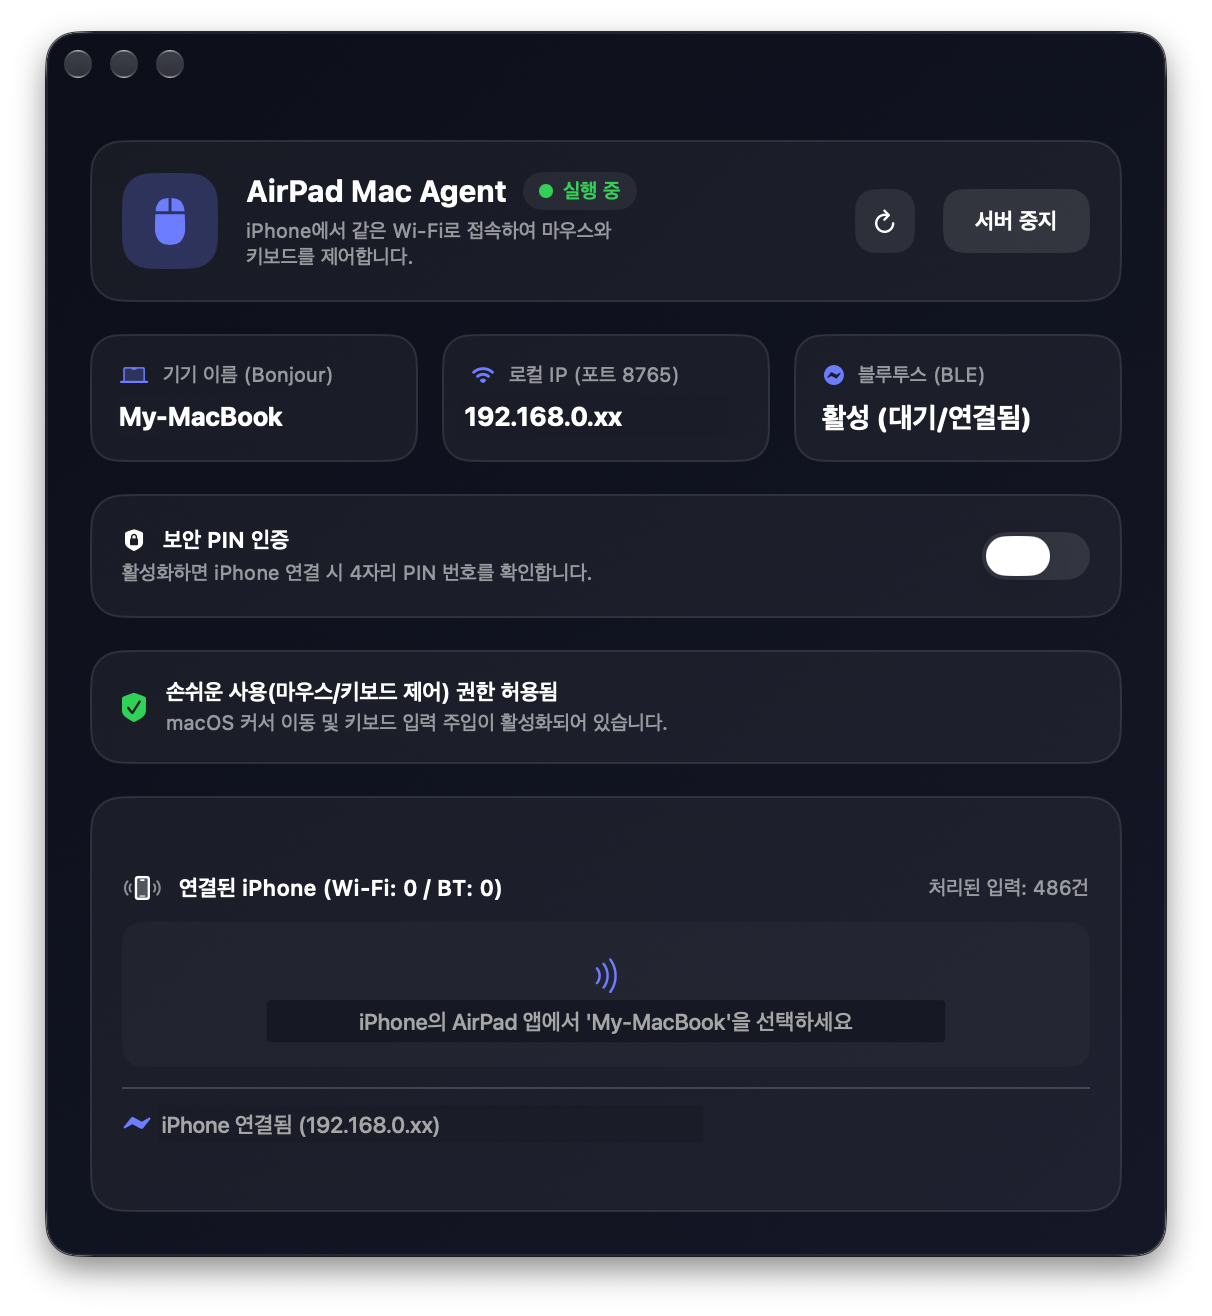 AirPad Mac Agent
실행 중
iPhone에서 같은 Wi-Fi로 접속하여 마우스와
키보드를 제어합니다.
서버 중지
기기 이름 (Bonjour)
My-MacBook
로컬 IP (포트 8765)
192.168.0.xx
블루투스 (BLE)
활성 (대기/연결됨)
보안 PIN 인증
활성화하면 iPhone 연결 시 4자리 PIN 번호를 확인합니다.
손쉬운 사용(마우스/키보드 제어) 권한 허용됨
macOS 커서 이동 및 키보드 입력 주입이 활성화되어 있습니다.
연결된 iPhone (Wi-Fi: 0 / BT: 0)
처리된 입력: 486건
iPhone의 AirPad 앱에서 'My-MacBook'을 선택하세요
iPhone 연결됨 (192.168.0.xx)